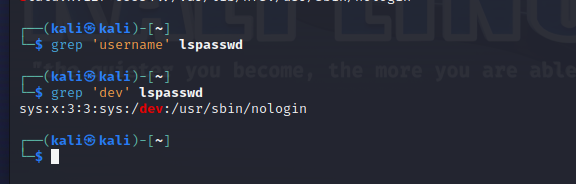 ┌──(kali㉿kali)-[~]
└─$ grep 'username' lspasswd
┌──(kali㉿kali)-[~]
└─$ grep 'dev' lspasswd
sys:x:3:3:sys:/dev:/usr/sbin/nologin
┌──(kali㉿kali)-[~]
└─$
"the quieter you become, the more you are able